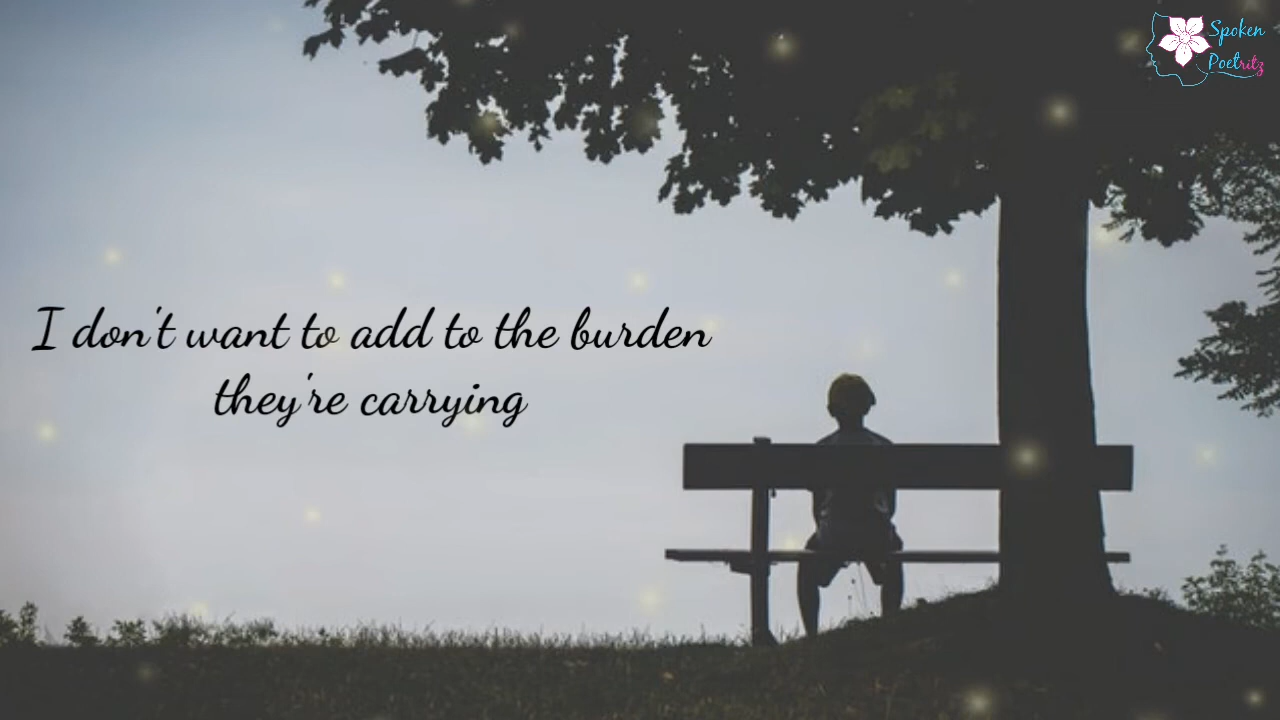 Spoken
Poetritz
I don't want to add to the burden
they're carrying